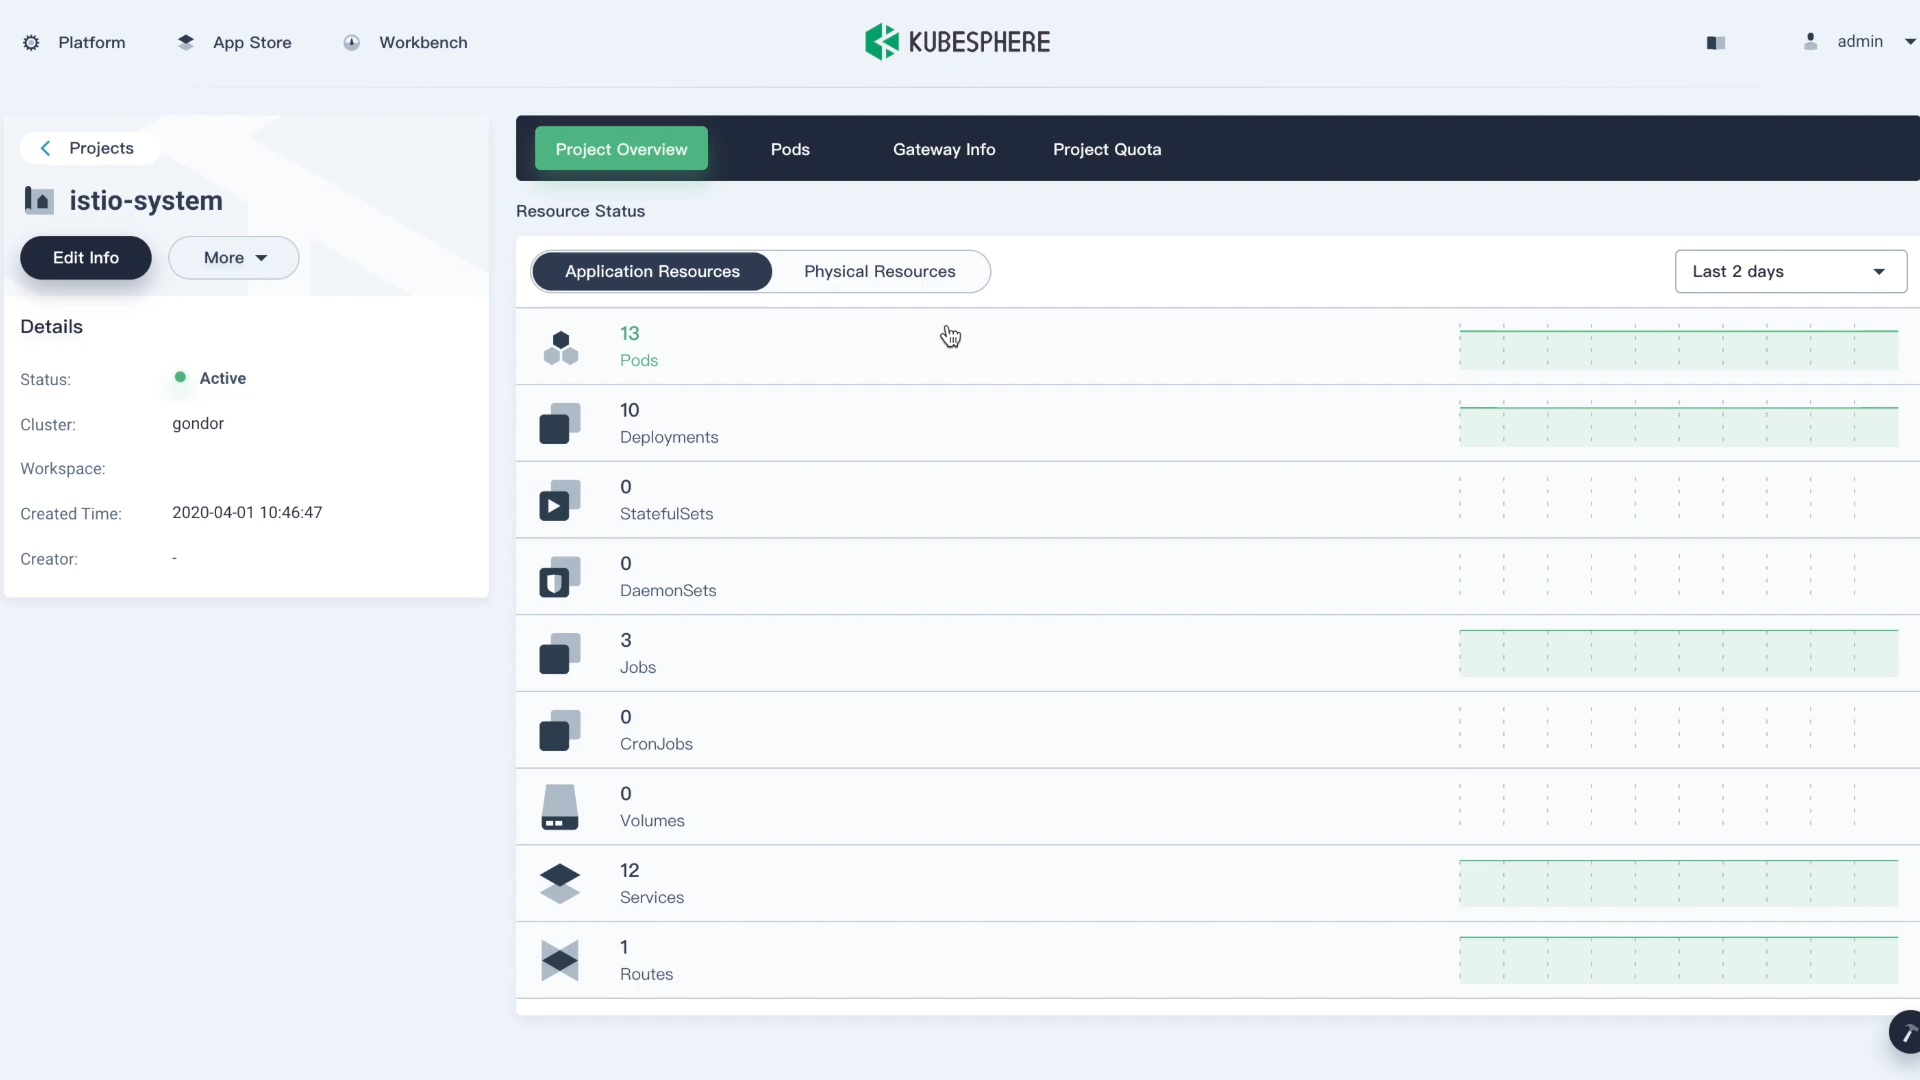 Platform
App Store
Workbench
KUBESPHERE
admin
Projects
istio-system
Edit Info
More
Details
Status:
Active
Cluster:
gondor
Workspace:
Created Time:
2020-04-01 10:46:47
Creator:
-
Project Overview
Pods
Gateway Info
Project Quota
Resource Status
Application Resources
Physical Resources
Last 2 days
13
Pods
10
Deployments
0
StatefulSets
0
DaemonSets
3
Jobs
0
CronJobs
0
Volumes
12
Services
1
Routes